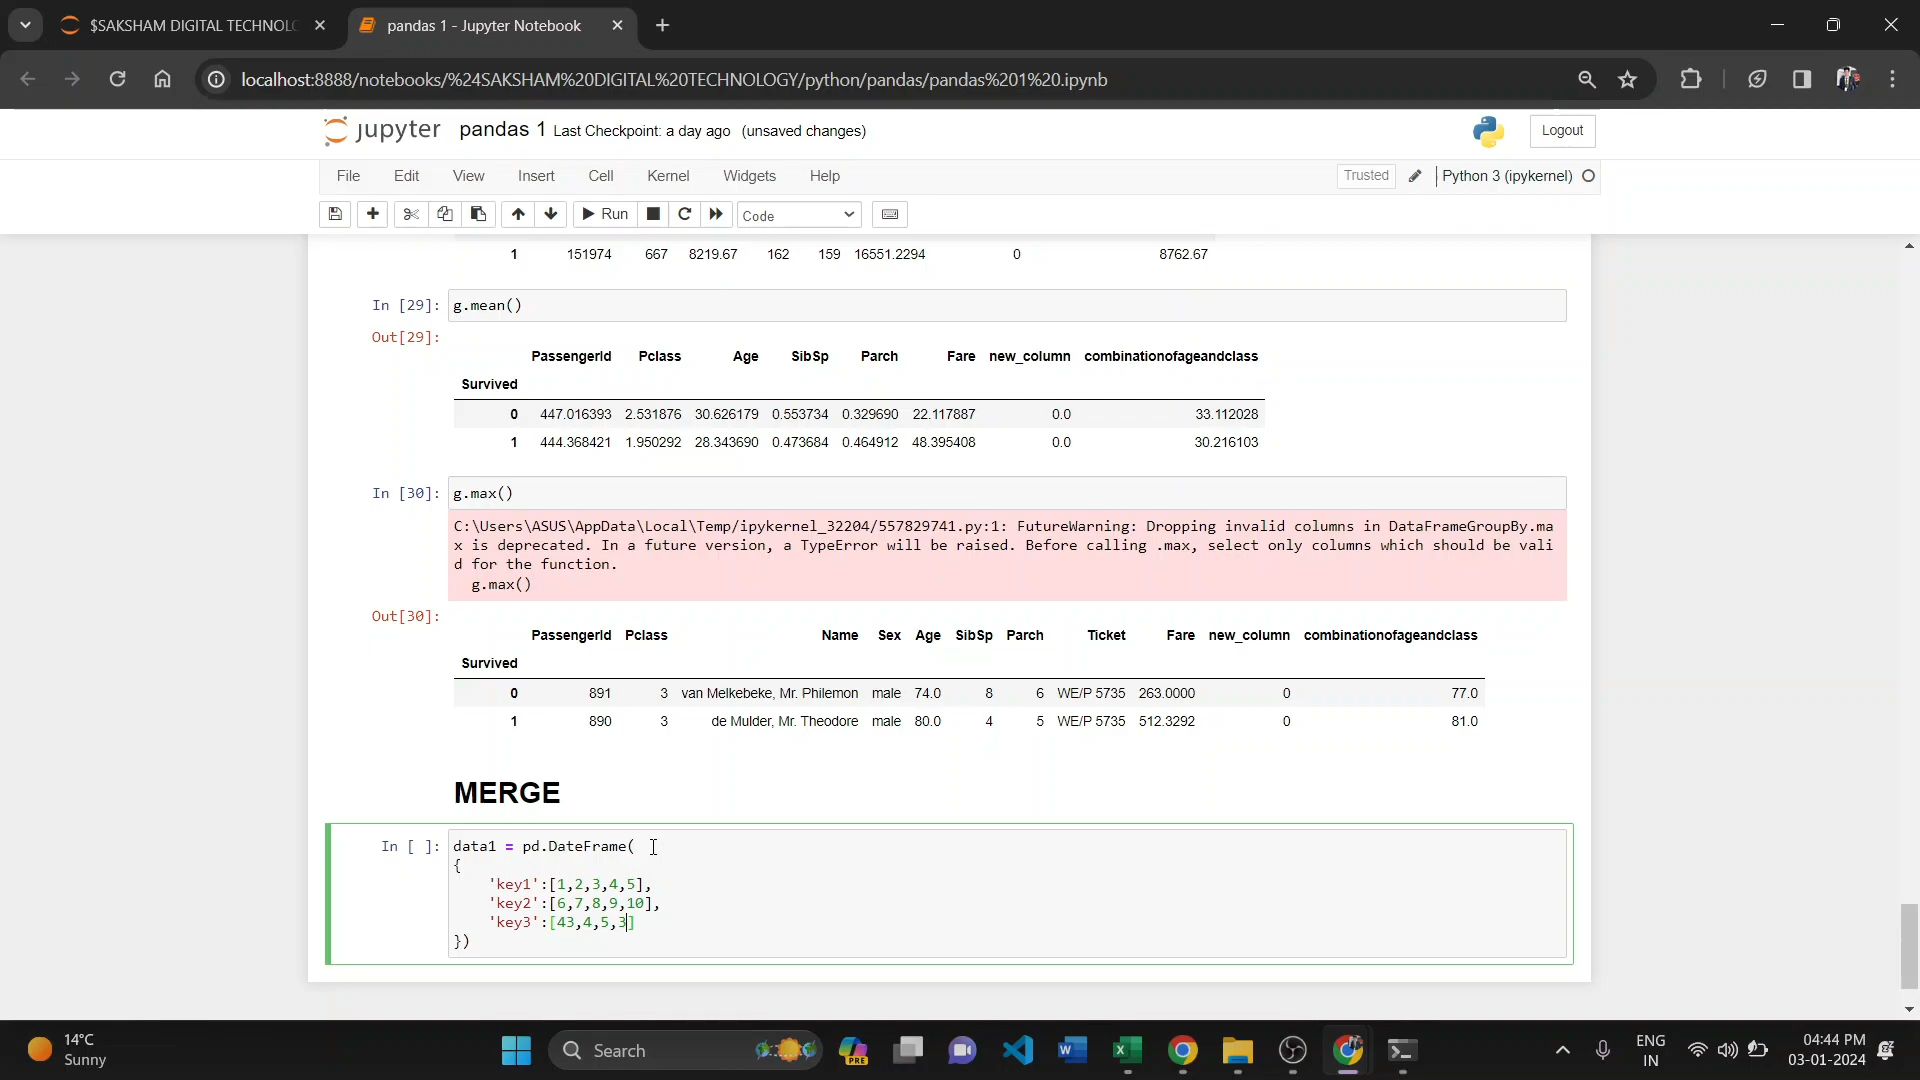 $SAKSHAM DIGITAL TECHNOLO
pandas 1 - Jupyter Notebook
localhost:8888/notebooks/%24SAKSHAM%20DIGITAL%20TECHNOLOGY/python/pandas/pandas%201%20.ipynb
jupyter pandas 1 Last Checkpoint: a day ago (unsaved changes)
Logout
File Edit View Insert Cell Kernel Widgets Help
Trusted Python 3 (ipykernel)
Run Code
1 151974 667 8219.67 162 159 16551.2294 0 8762.67
In [29]: g.mean()
Out[29]:
PassengerId Pclass Age SibSp Parch Fare new_column combinationofageandclass
Survived
0 447.016393 2.531876 30.626179 0.553734 0.329690 22.117887 0.0 33.112028
1 444.368421 1.950292 28.343690 0.473684 0.464912 48.395408 0.0 30.216103
In [30]: g.max()
C:\Users\ASUS\AppData\Local\Temp/ipykernel_32204/557829741.py:1: FutureWarning: Dropping invalid columns in DataFrameGroupBy.ma
x is deprecated. In a future version, a TypeError will be raised. Before calling .max, select only columns which should be vali
d for the function.
g.max()
Out[30]:
PassengerId Pclass Name Sex Age SibSp Parch Ticket Fare new_column combinationofageandclass
Survived
0 891 3 van Melkebeke, Mr. Philemon male 74.0 8 6 WE/P 5735 263.0000 0 77.0
1 890 3 de Mulder, Mr. Theodore male 80.0 4 5 WE/P 5735 512.3292 0 81.0
MERGE
In [ ]: data1 = pd.DateFrame(
{
'key1':[1,2,3,4,5],
'key2':[6,7,8,9,10],
'key3':[43,4,5,3]
})
14°C
Sunny
Search
PRE
ENG
IN
04:44 PM
03-01-2024